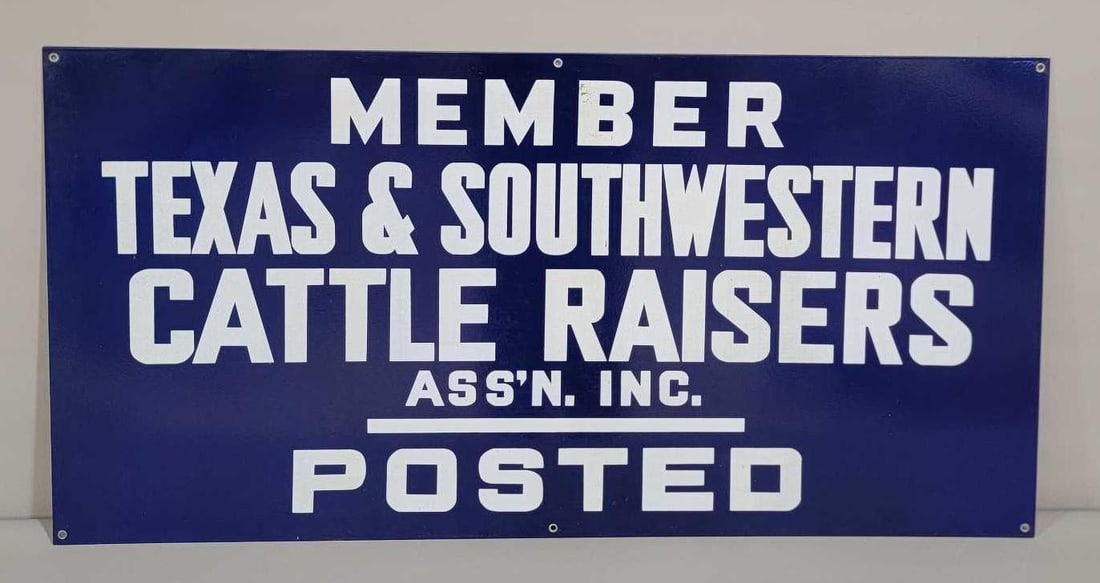 MEMBER
TEXAS & SOUTHWESTERN
CATTLE RAISERS
ASS'N. INC.
POSTED